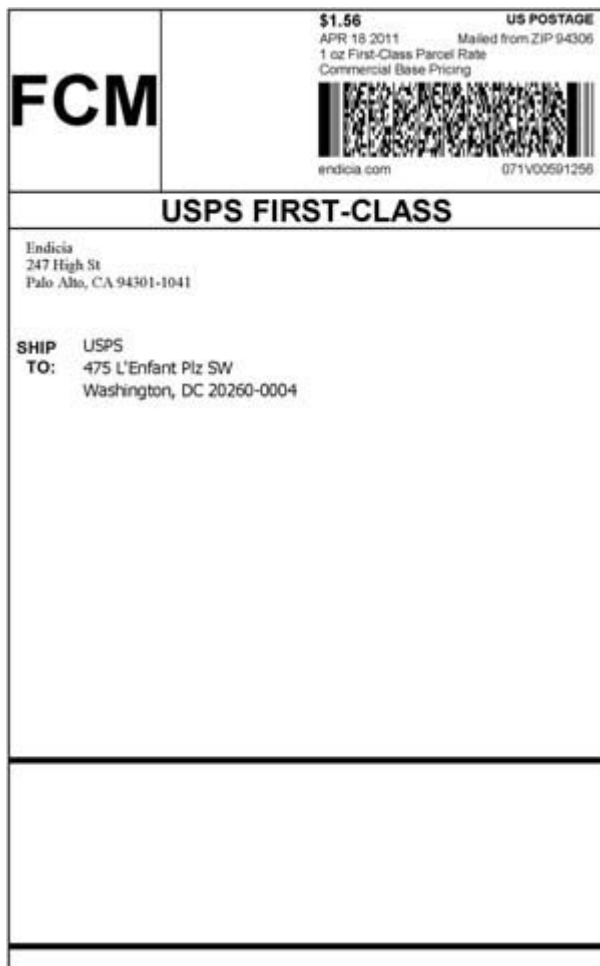 FCM
$1.56 US POSTAGE
APR 18 2011 Mailed from ZIP 94306
1 oz First-Class Parcel Rate
Commercial Base Pricing
endicia.com 071V00591256
USPS FIRST-CLASS
Endicia
247 High St
Palo Alto, CA 94301-1041
SHIP TO: USPS
475 L'Enfant Plz SW
Washington, DC 20260-0004